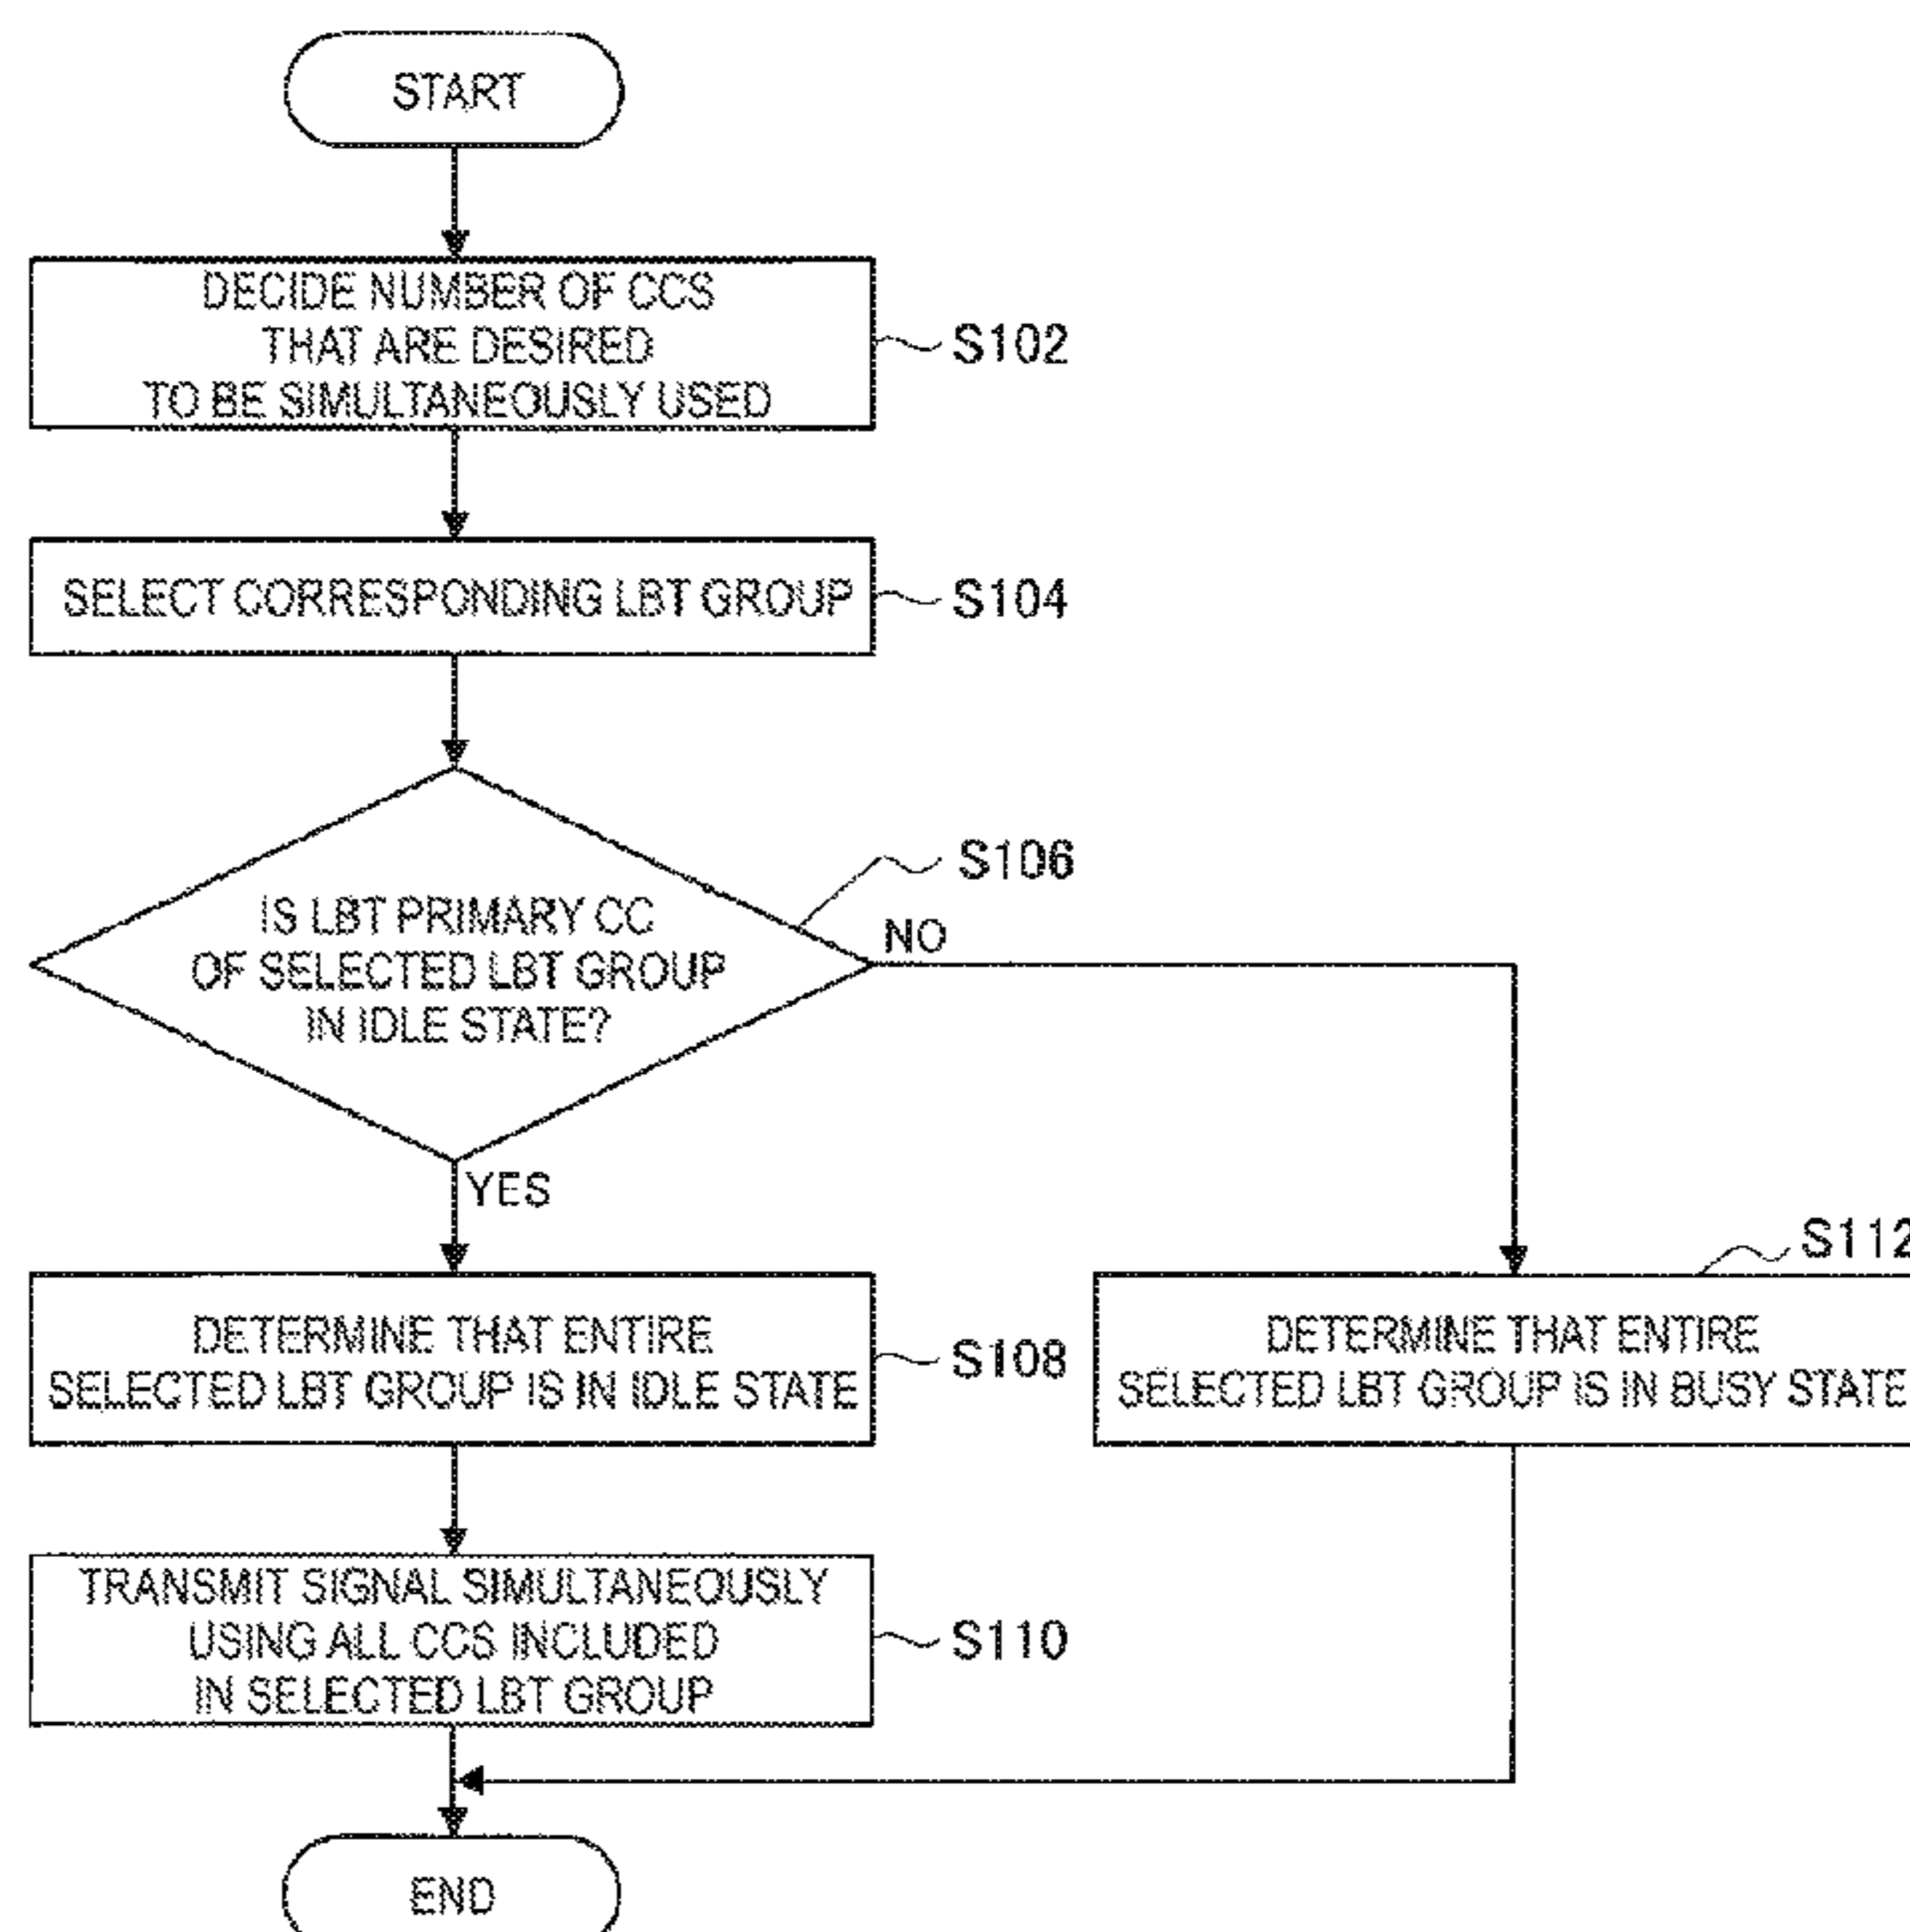 START
DECIDE NUMBER OF CCS
THAT ARE DESIRED
TO BE SIMULTANEOUSLY USED
S102
SELECT CORRESPONDING LBT GROUP
S104
IS LBT PRIMARY CC
OF SELECTED LBT GROUP
IN IDLE STATE?
S106
NO
YES
DETERMINE THAT ENTIRE
SELECTED LBT GROUP IS IN IDLE STATE
S108
S112
DETERMINE THAT ENTIRE
SELECTED LBT GROUP IS IN BUSY STATE
TRANSMIT SIGNAL SIMULTANEOUSLY
USING ALL CCS INCLUDED
IN SELECTED LBT GROUP
S110
END